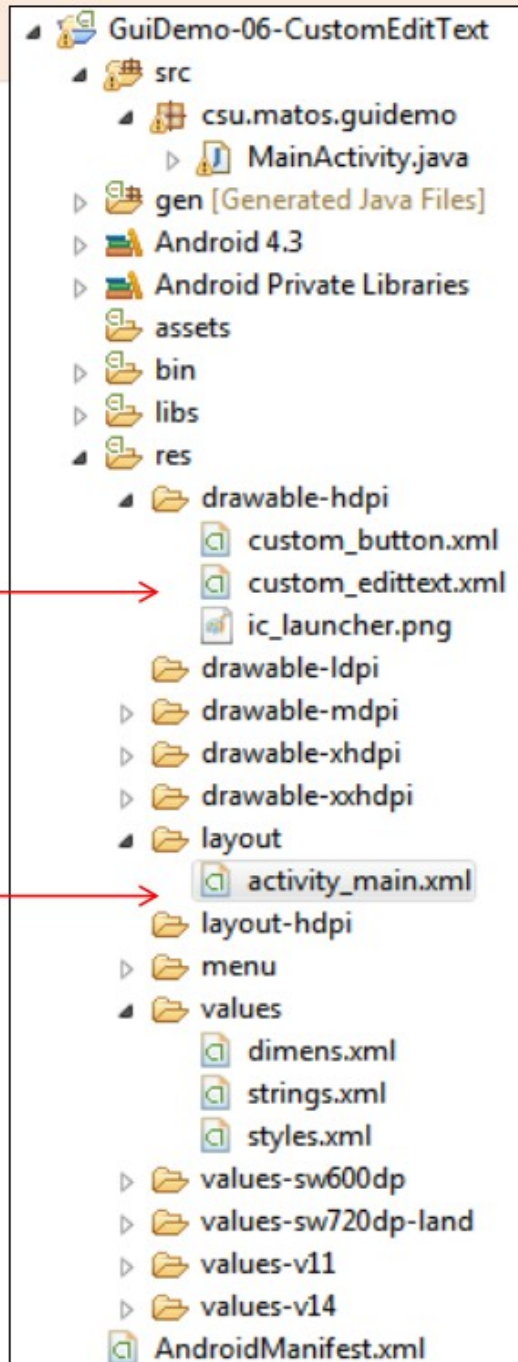 GuiDemo-06-CustomEditText
src
csu.matos.guidemo
MainActivity.java
gen [Generated Java Files]
Android 4.3
Android Private Libraries
assets
bin
libs
res
drawable-hdpi
custom_button.xml
custom_edittext.xml
ic_launcher.png
drawable-ldpi
drawable-mdpi
drawable-xhdpi
drawable-xxhdpi
layout
activity_main.xml
layout-hdpi
menu
values
dimens.xml
strings.xml
styles.xml
values-sw600dp
values-sw720dp-land
values-v11
values-v14
AndroidManifest.xml